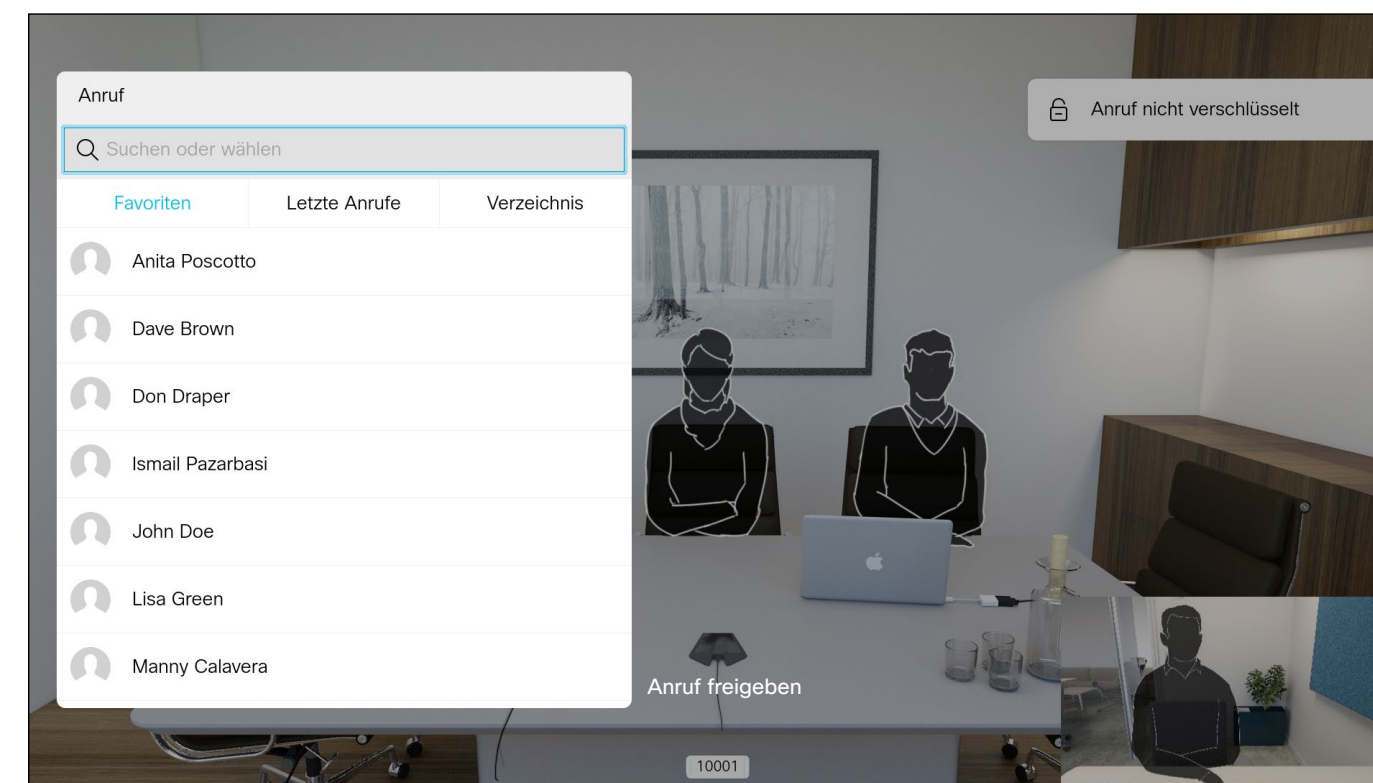 Anruf
Anruf nicht verschlüsselt
Suchen oder wählen
Favoriten Letzte Anrufe Verzeichnis
Anita Poscotto
Dave Brown
Don Draper
Ismail Pazarbasi
John Doe
Lisa Green
Manny Calavera
Anruf freigeben
10001